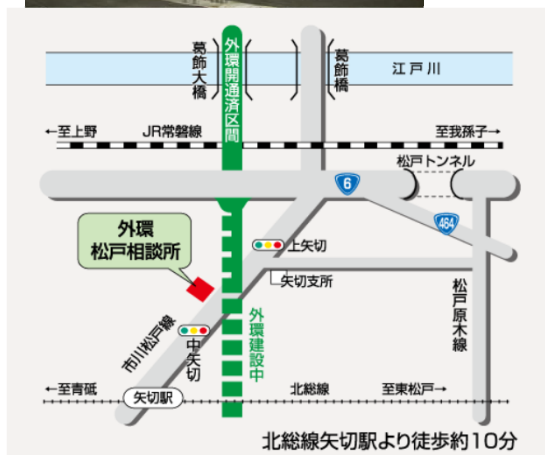 葛飾大橋
外環開通済区間
葛飾橋
江戸川
←至上野
JR常磐線
至我孫子→
松戸トンネル
6
464
外環
松戸相談所
上矢切
矢切支所
松戸原木線
市川松戸線
中矢切
外環建設中
←至青砥
矢切駅
北総線
至東松戸→
北総線矢切駅より徒歩約10分